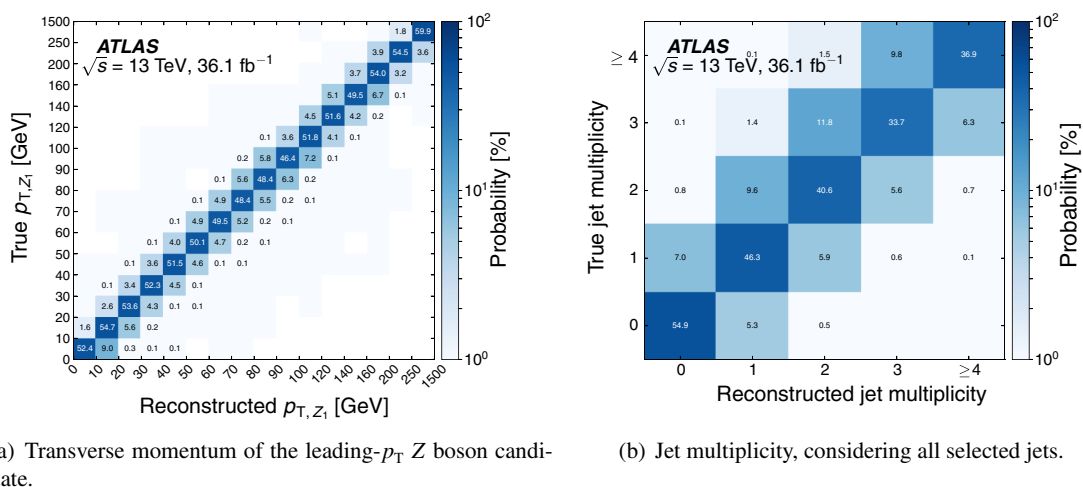 ATLAS
√s = 13 TeV, 36.1 fb⁻¹
True p_T,Z₁ [GeV]
1500
250
200
160
140
120
100
90
80
70
60
50
40
30
20
10
0
1.8 59.9
3.9 54.5 3.6
3.7 54.0 3.2
5.1 49.5 6.7 0.1
4.5 51.6 4.2 0.2
0.1 3.6 51.8 4.1 0.1
0.2 5.8 46.4 7.2 0.1
0.1 5.6 48.4 6.3 0.2
0.1 4.9 48.4 5.5 0.2 0.1
0.1 4.9 49.5 5.2 0.2 0.1
0.1 4.0 50.1 4.7 0.2 0.1
0.1 3.6 51.5 4.6 0.1 0.1
0.1 3.4 52.3 4.5 0.1
2.6 53.6 4.3 0.1 0.1
1.6 54.7 5.6 0.2
52.4 9.0 0.3 0.1 0.1
0 10 20 30 40 50 60 70 80 90 100 120 140 160 200 250 1500
Reconstructed p_T,Z₁ [GeV]
10²
10¹
10⁰
Probability [%]
a) Transverse momentum of the leading-p_T Z boson candi-
ate.
ATLAS
√s = 13 TeV, 36.1 fb⁻¹
True jet multiplicity
≥4
3
2
1
0
0.1 1.5 9.8 36.9
0.1 1.4 11.8 33.7 6.3
0.8 9.6 40.6 5.6 0.7
7.0 46.3 5.9 0.6 0.1
54.9 5.3 0.5
0 1 2 3 ≥4
Reconstructed jet multiplicity
10²
10¹
10⁰
Probability [%]
(b) Jet multiplicity, considering all selected jets.